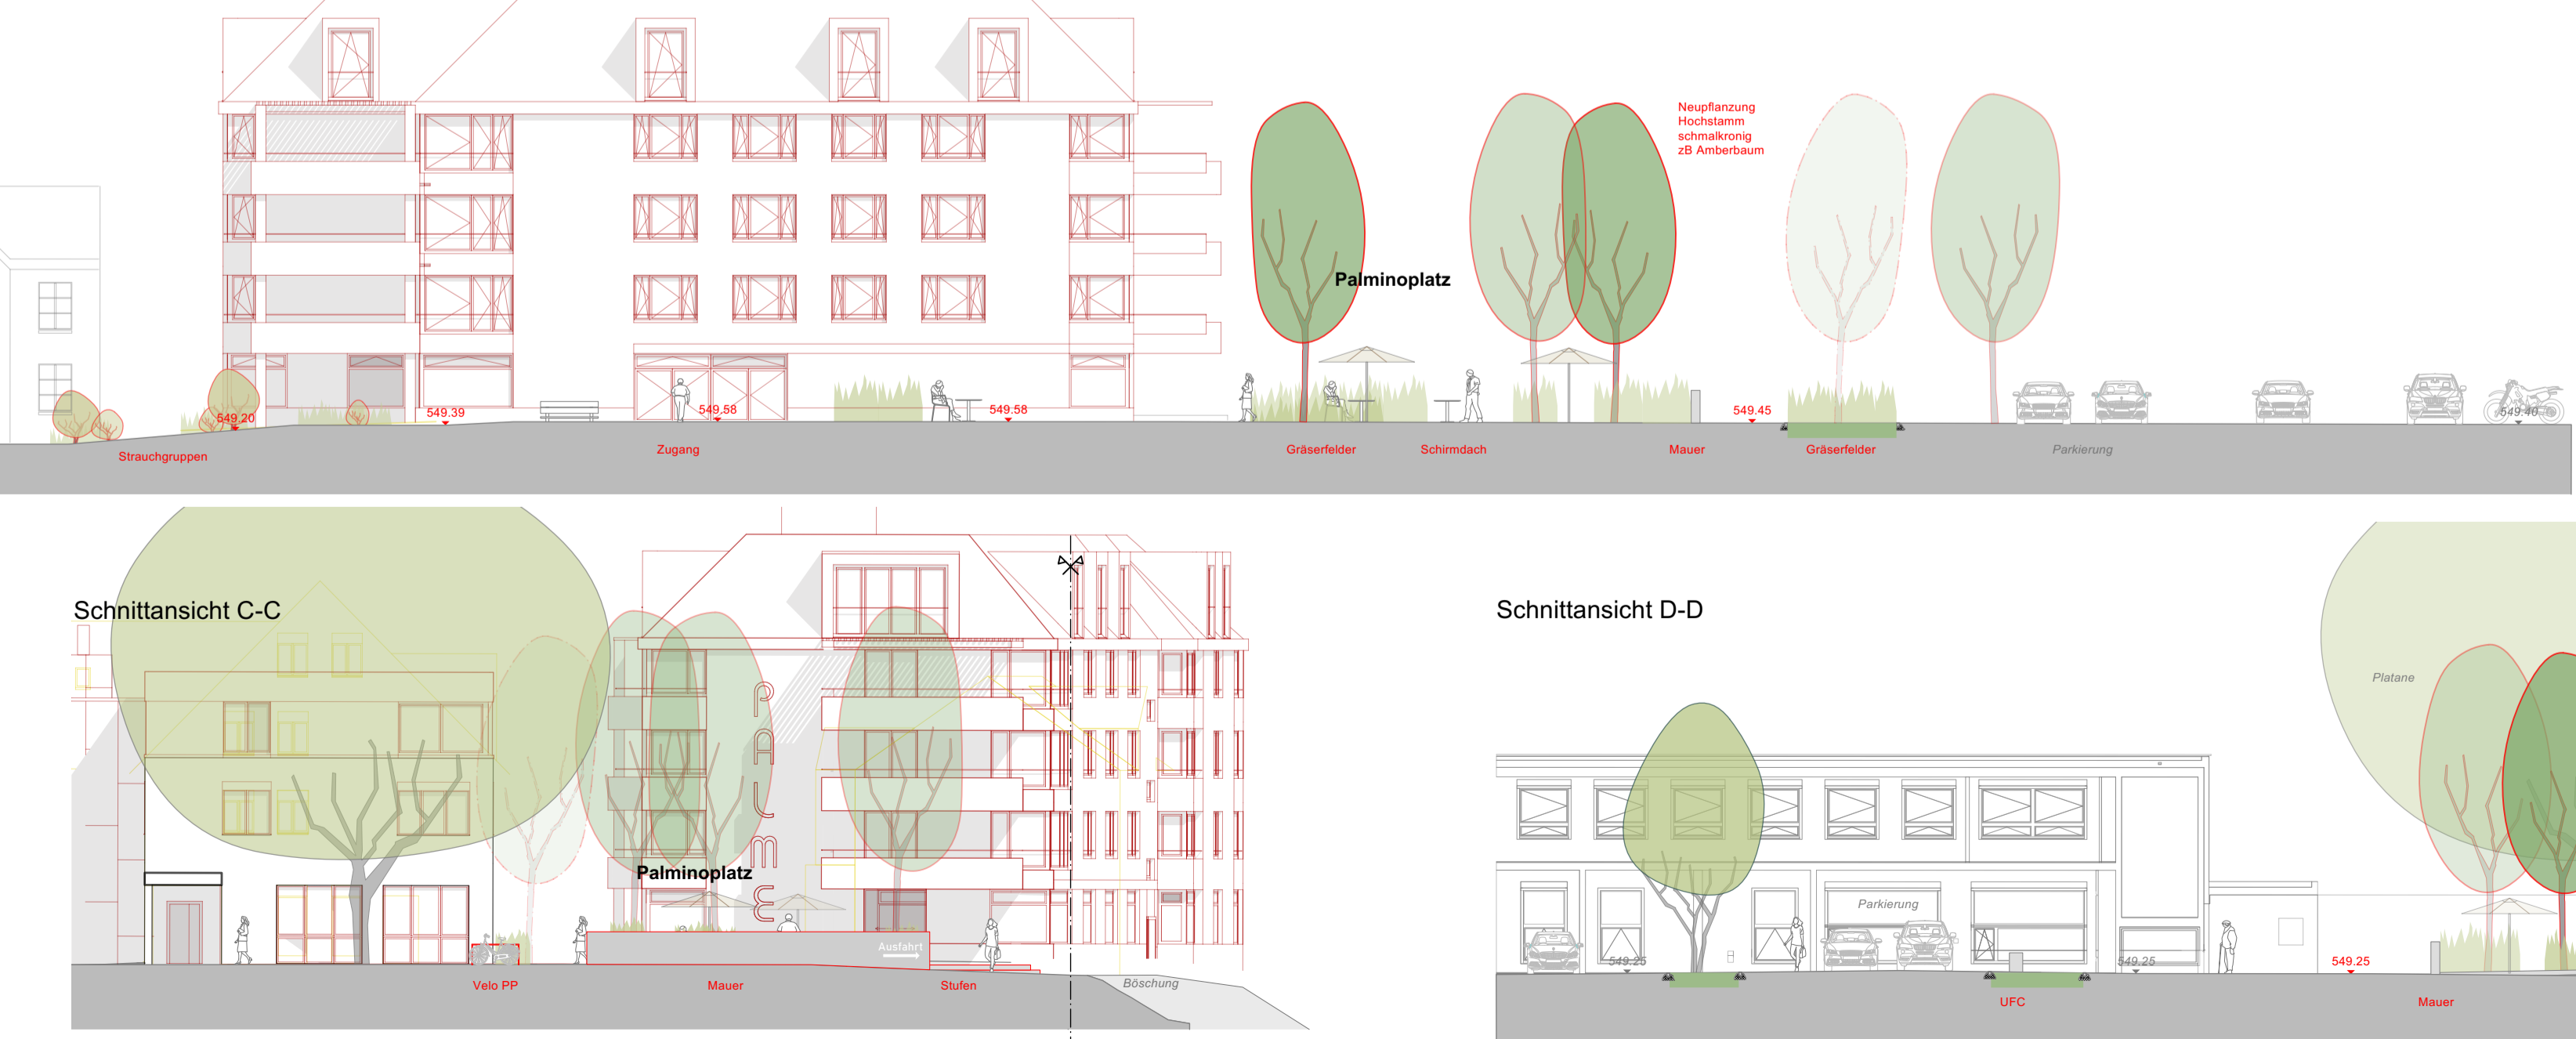 Neupflanzung
Hochstamm
schmalkronig
zB Amberbaum
Palminoplatz
549.20
549.39
549.58
549.58
549.45
549.40
Strauchgruppen
Zugang
Gräserfelder
Schirmdach
Mauer
Gräserfelder
Parkierung
Schnittansicht C-C
PALME
Palminoplatz
Ausfahrt
Velo PP
Mauer
Stufen
Böschung
Schnittansicht D-D
Platane
Parkierung
549.25
549.25
549.25
UFC
Mauer